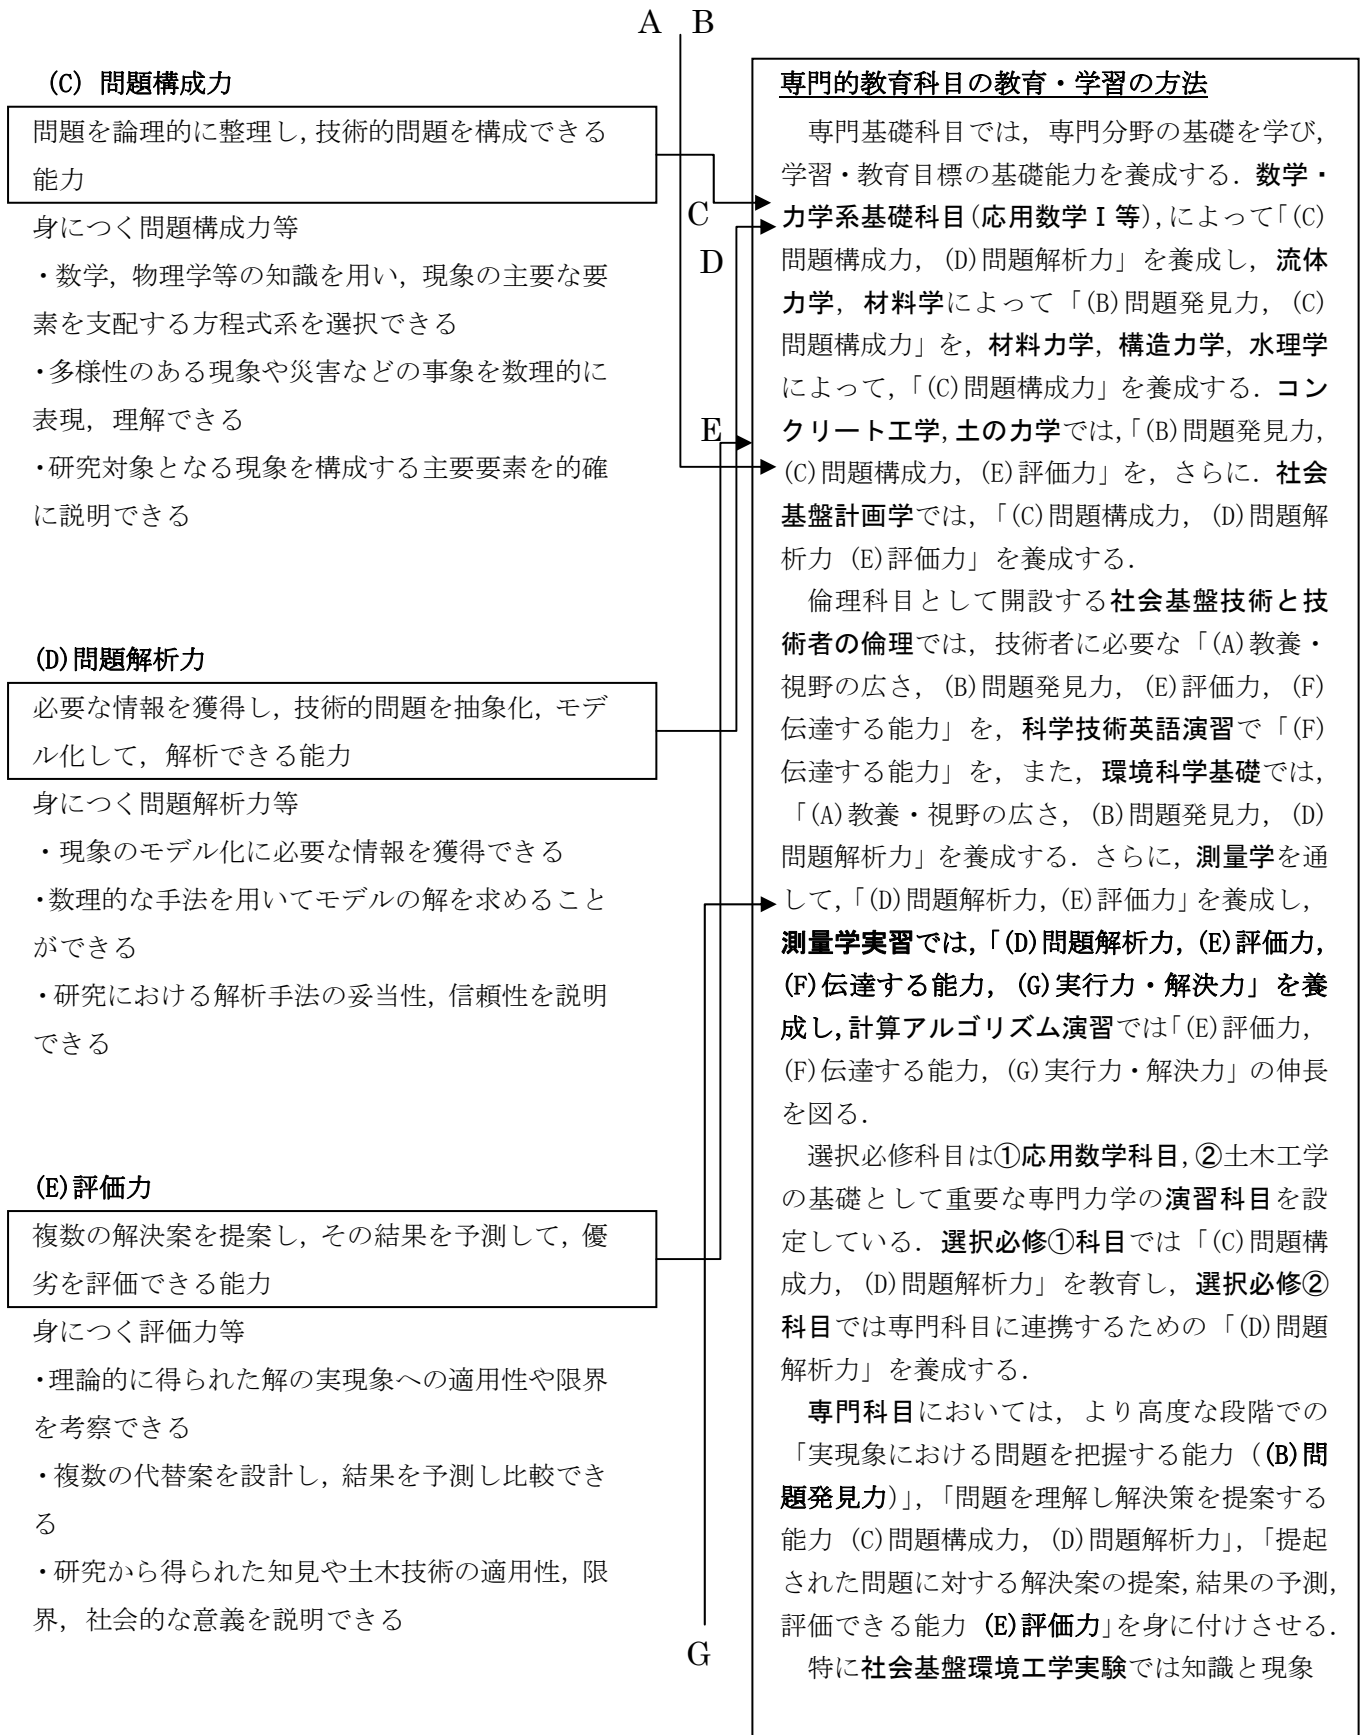 A B
(C) 問題構成力
問題を論理的に整理し,技術的問題を構成できる
能力
身につく問題構成力等
・数学，物理学等の知識を用い，現象の主要な要
素を支配する方程式系を選択できる
・多様性のある現象や災害などの事象を数理的に
表現，理解できる
・研究対象となる現象を構成する主要要素を的確
に説明できる
(D)問題解析力
必要な情報を獲得し,技術的問題を抽象化,モデ
ル化して，解析できる能力
身につく問題解析力等
・現象のモデル化に必要な情報を獲得できる
・数理的な手法を用いてモデルの解を求めること
ができる
・研究における解析手法の妥当性,信頼性を説明
できる
(E)評価力
複数の解決案を提案し,その結果を予測して,優
劣を評価できる能力
身につく評価力等
・理論的に得られた解の実現象への適用性や限界
を考察できる
・複数の代替案を設計し,結果を予測し比較でき
る
・研究から得られた知見や土木技術の適用性,限
界，社会的な意義を説明できる
C
D
E
G
専門的教育科目の教育・学習の方法
専門基礎科目では，専門分野の基礎を学び，
学習・教育目標の基礎能力を養成する．数学・
力学系基礎科目(応用数学Ⅰ等),によって「(C)
問題構成力，(D)問題解析力」を養成し，流体
力学，材料学によって「(B)問題発見力，(C)
問題構成力」を,材料力学，構造力学，水理学
によって,「(C)問題構成力」を養成する．コン
クリート工学,土の力学では,「(B)問題発見力，
(C)問題構成力，(E)評価力」を，さらに．社会
基盤計画学では，「(C)問題構成力，(D)問題解
析力 (E)評価力」を養成する．
倫理科目として開設する社会基盤技術と技
術者の倫理では，技術者に必要な「(A)教養・
視野の広さ，(B)問題発見力，(E)評価力，(F)
伝達する能力」を，科学技術英語演習で「(F)
伝達する能力」を，また，環境科学基礎では，
「(A)教養・視野の広さ，(B)問題発見力，(D)
問題解析力」を養成する．さらに，測量学を通
して,「(D)問題解析力,(E)評価力」を養成し，
測量学実習では,「(D)問題解析力,(E)評価力，
(F)伝達する能力，(G)実行力・解決力」を養
成し,計算アルゴリズム演習では「(E)評価力，
(F)伝達する能力，(G)実行力・解決力」の伸長
を図る．
選択必修科目は①応用数学科目,②土木工学
の基礎として重要な専門力学の演習科目を設
定している．選択必修①科目では「(C)問題構
成力，(D)問題解析力」を教育し，選択必修②
科目では専門科目に連携するための「(D)問題
解析力」を養成する．
専門科目においては，より高度な段階での
「実現象における問題を把握する能力（(B)問
題発見力)」，「問題を理解し解決策を提案する
能力 (C)問題構成力，(D)問題解析力」，「提起
された問題に対する解決案の提案,結果の予測，
評価できる能力 (E)評価力」を身に付けさせる．
特に社会基盤環境工学実験では知識と現象